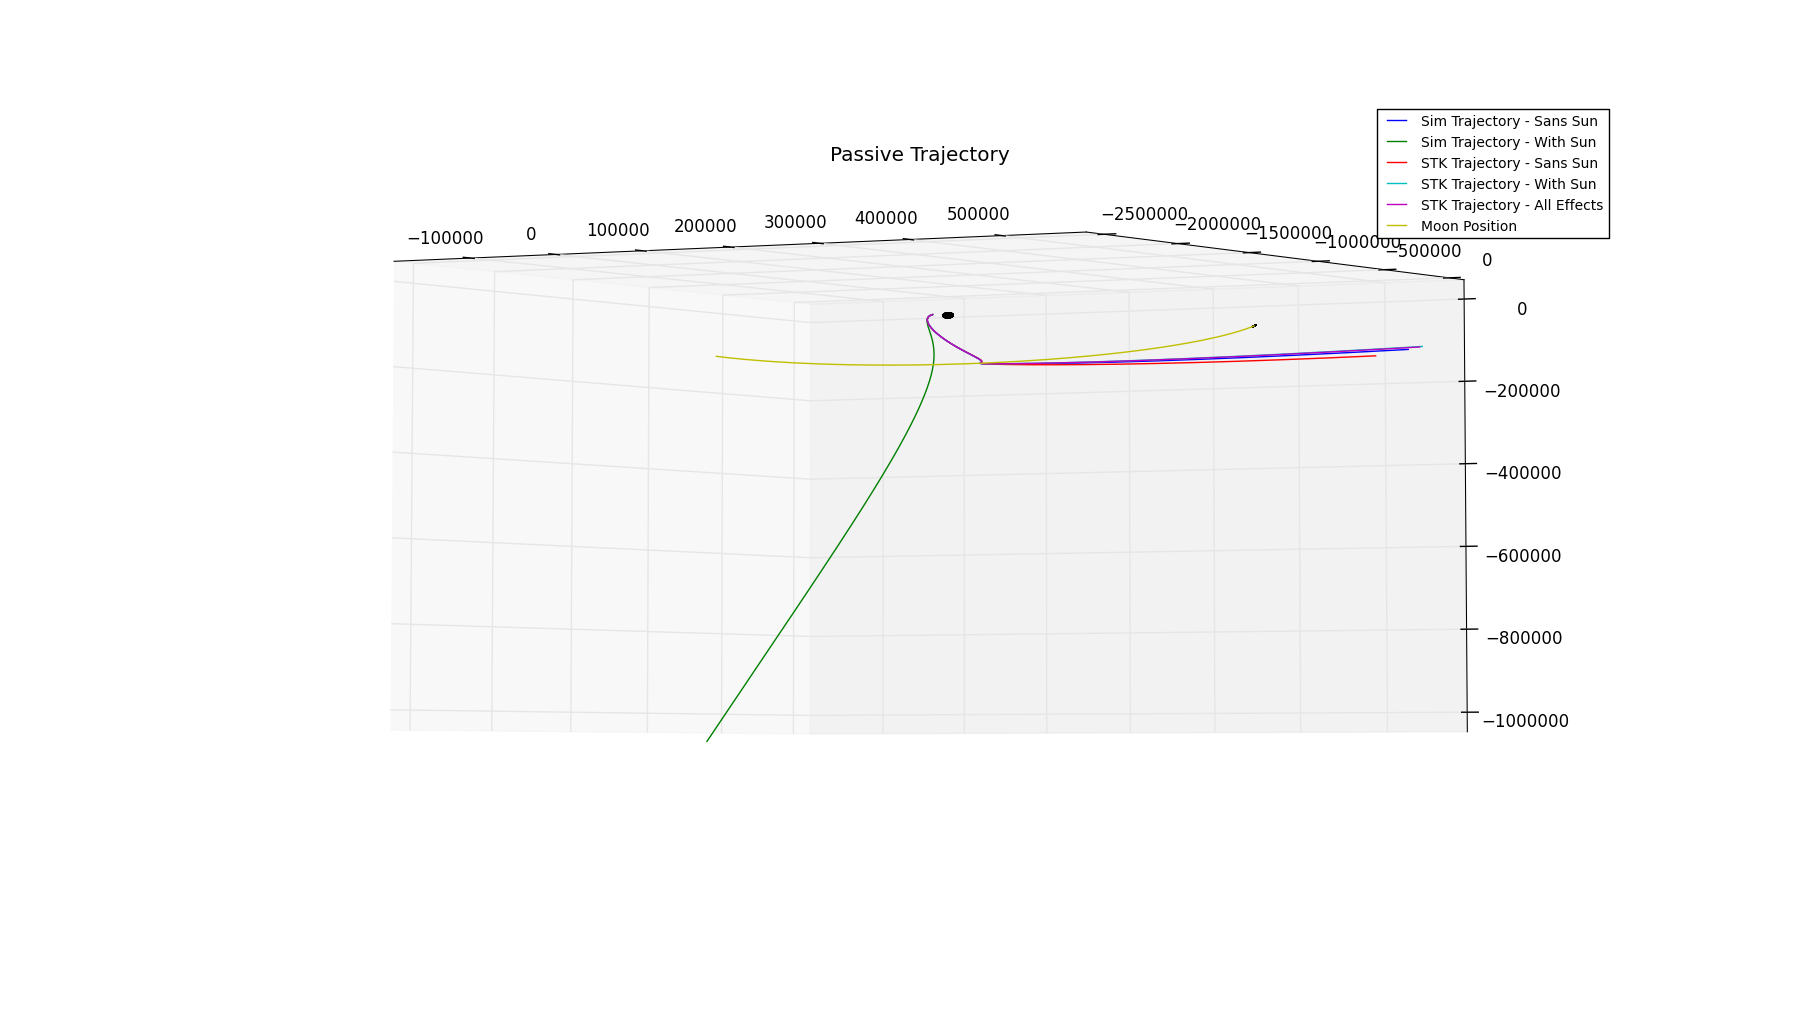 Passive Trajectory
Sim Trajectory - Sans Sun
Sim Trajectory - With Sun
STK Trajectory - Sans Sun
STK Trajectory - With Sun
STK Trajectory - All Effects
Moon Position
−100000
0
100000
200000
300000
400000
500000
−2500000
−2000000
−1500000
−1000000
−500000
0
0
−200000
−400000
−600000
−800000
−1000000